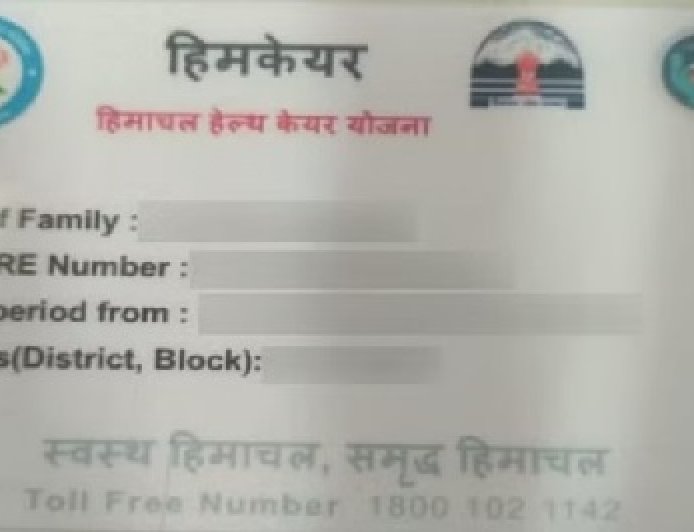 हिमकेयर
हिमाचल हेल्थ केयर योजना
f Family :
RE Number :
period from :
s(District, Block):
स्वस्थ हिमाचल, समृद्ध हिमाचल
Toll Free Number 1800 102 1142